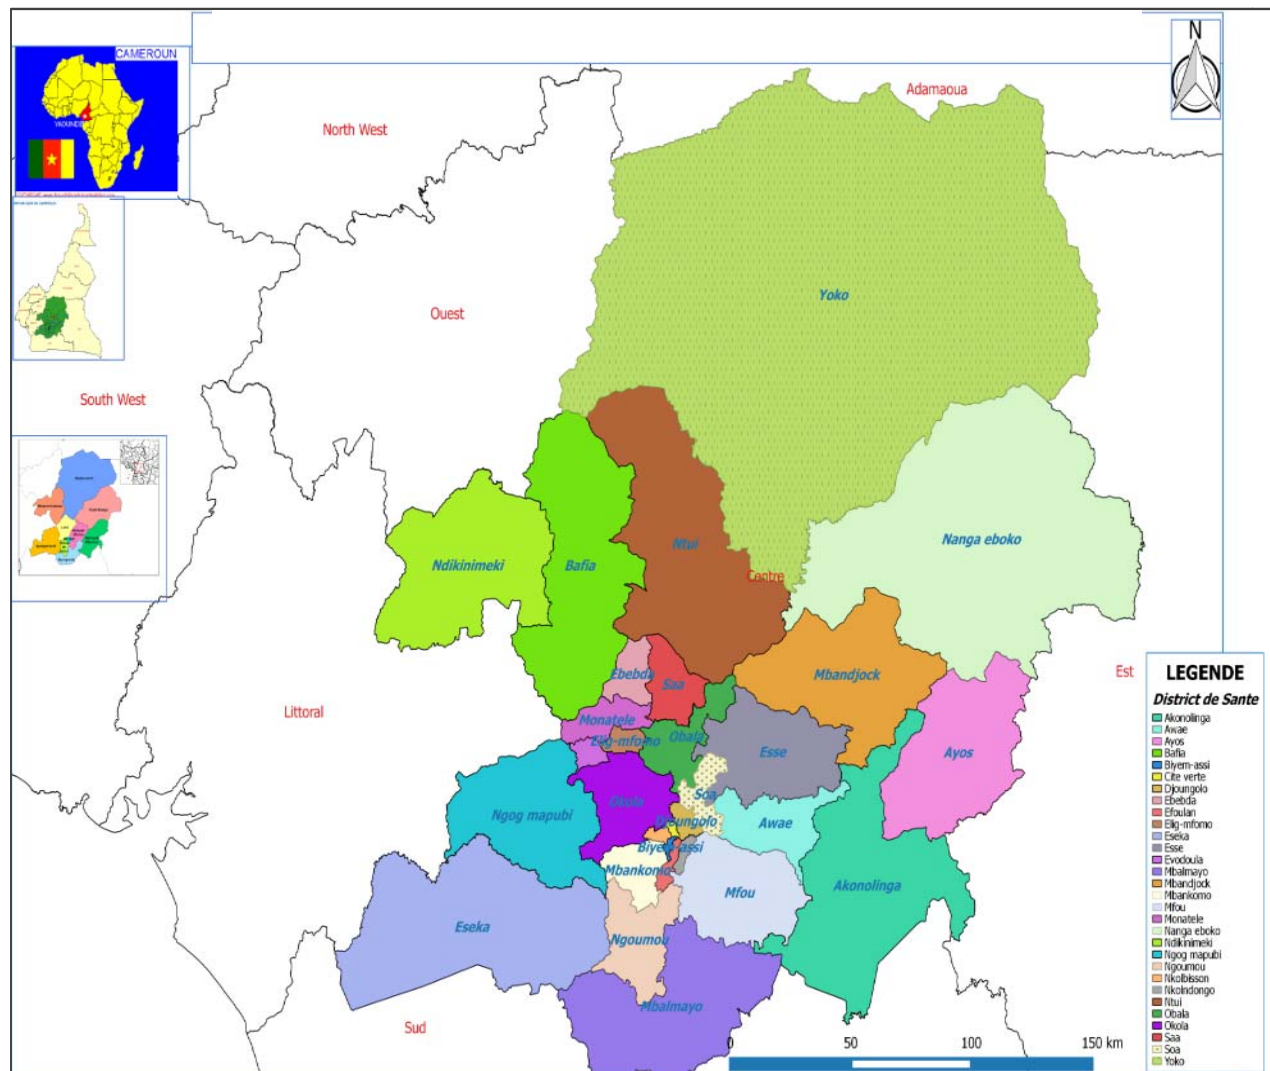 CAMEROUN
YAOUNDE
N
Adamaoua
North West
Yoko
Ouest
South West
Ntui
Nanga eboko
Ndikinimeki
Bafia
Centre
Ebebda
Saa
Mbandjock
Est
Littoral
Monatele
Elig-mfomo
Obala
Esse
Ayos
Soa
Okola
Ngog mapubi
Djoungolo
Awae
Biyem-assi
Mbankomo
Mfou
Akonolinga
Eseka
Ngoumou
Mbalmayo
Sud
LEGENDE
District de Sante
Akonolinga
Awae
Ayos
Bafia
Biyem-assi
Cite verte
Djoungolo
Ebebda
Efoulan
Elig-mfomo
Eseka
Esse
Evodoula
Mbalmayo
Mbandjock
Mbankomo
Mfou
Monatele
Nanga eboko
Ndikinimeki
Ngog mapubi
Ngoumou
Nkolbisson
Nkolndongo
Ntui
Obala
Okola
Saa
Soa
Yoko
0 50 100 150 km